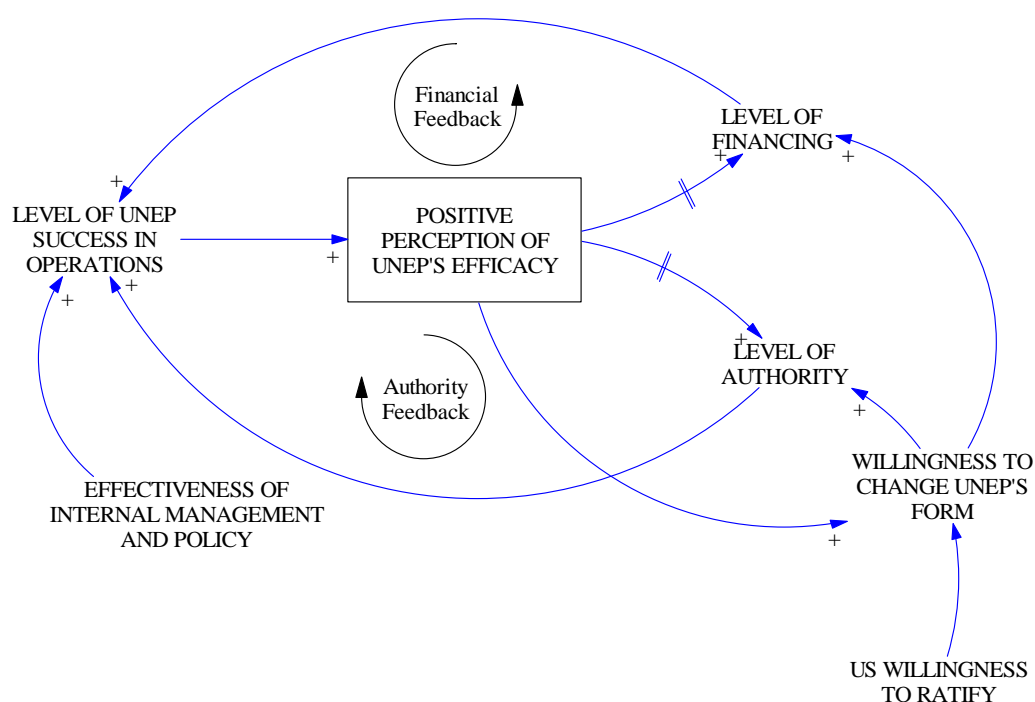 Financial
Feedback
LEVEL OF
FINANCING
+
+
+
LEVEL OF UNEP
SUCCESS IN
OPERATIONS
POSITIVE
PERCEPTION OF
UNEP'S EFFICACY
+
+
+
+
LEVEL OF
AUTHORITY
Authority
Feedback
+
WILLINGNESS TO
CHANGE UNEP'S
FORM
EFFECTIVENESS OF
INTERNAL MANAGEMENT
AND POLICY
+
US WILLINGNESS
TO RATIFY